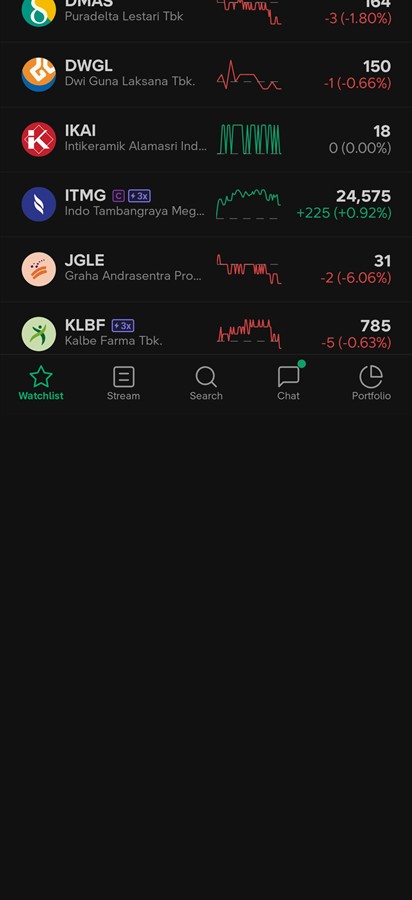 DMAS
164
Puradelta Lestari Tbk
-3 (-1.80%)
DWGL
150
Dwi Guna Laksana Tbk.
-1 (-0.66%)
IKAI
18
Intikeramik Alamasri Ind...
0 (0.00%)
ITMG C 3x
24,575
Indo Tambangraya Meg...
+225 (+0.92%)
JGLE
31
Graha Andrasentra Pro...
-2 (-6.06%)
KLBF 3x
785
Kalbe Farma Tbk.
-5 (-0.63%)
Watchlist
Stream
Search
Chat
Portfolio